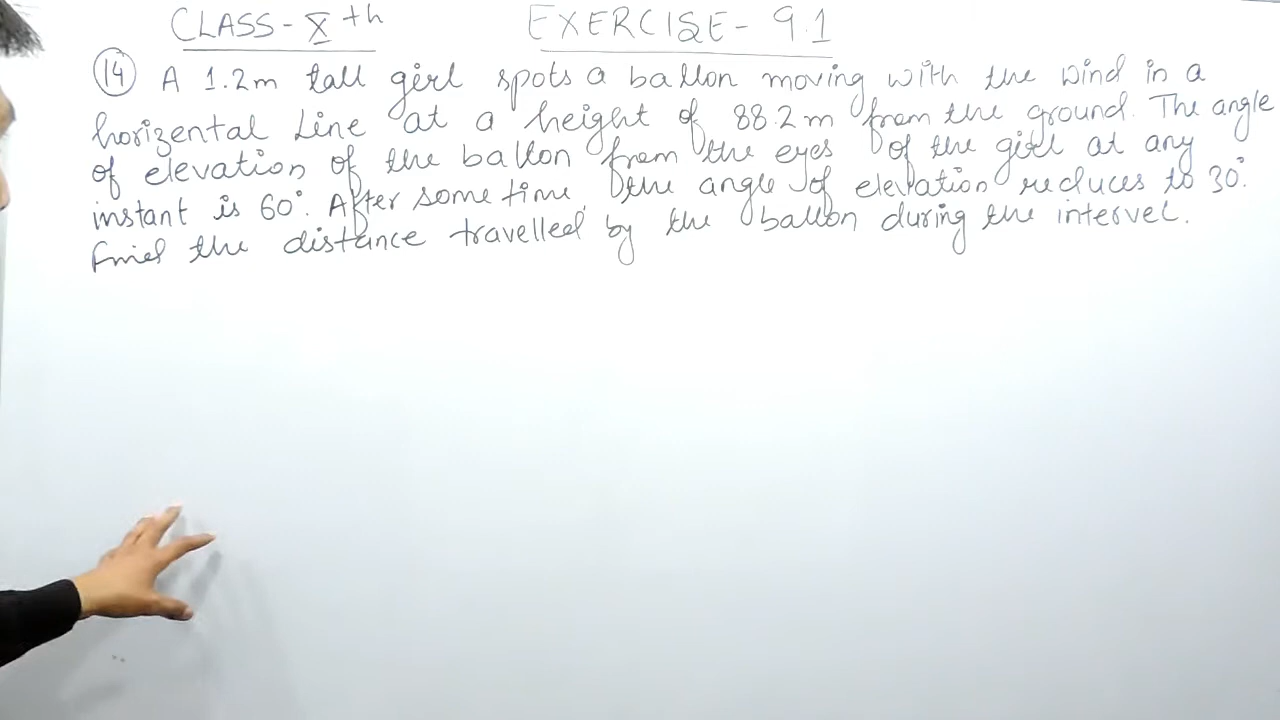 CLASS - Xth EXERCISE - 9.1
14 A 1.2m tall girl spots a ballon moving with the wind in a
horizental Line at a height of 88.2m from the ground. The angle
of elevation of the ballon from the eyes of the girl at any
instant is 60°. After some time, the angle of elevation reduces to 30°.
find the distance travelled by the ballon during the intervel.